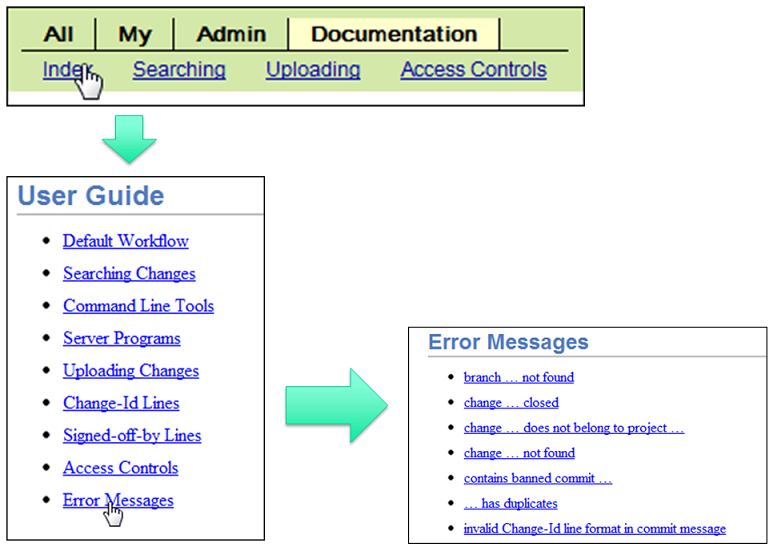 All My Admin Documentation
Index Searching Uploading Access Controls
User Guide
Default Workflow
Searching Changes
Command Line Tools
Server Programs
Uploading Changes
Change-Id Lines
Signed-off-by Lines
Access Controls
Error Messages
Error Messages
branch … not found
change … closed
change … does not belong to project …
change … not found
contains banned commit …
… has duplicates
invalid Change-Id line format in commit message